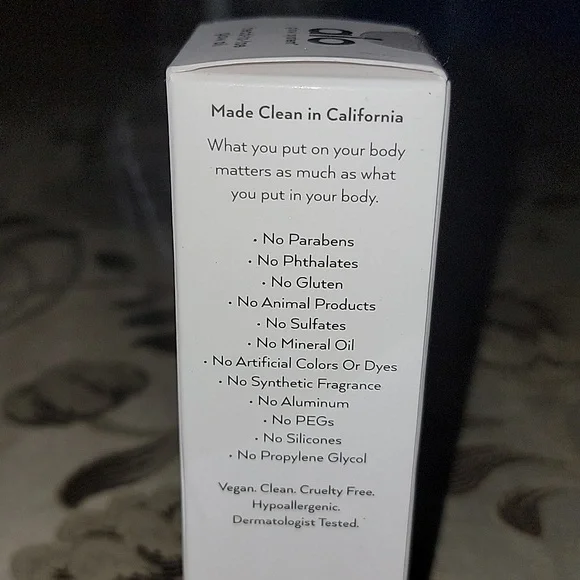 alo
Made Clean in California
What you put on your body
matters as much as what
you put in your body.
• No Parabens
• No Phthalates
• No Gluten
• No Animal Products
• No Sulfates
• No Mineral Oil
• No Artificial Colors Or Dyes
• No Synthetic Fragrance
• No Aluminum
• No PEGs
• No Silicones
• No Propylene Glycol
Vegan. Clean. Cruelty Free.
Hypoallergenic.
Dermatologist Tested.